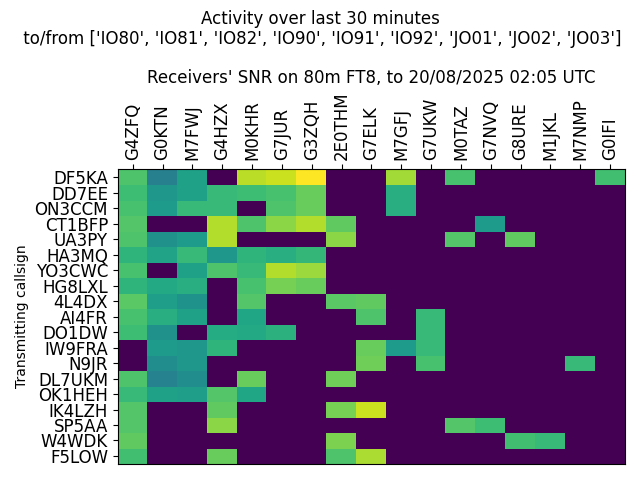 Activity over last 30 minutes
to/from ['IO80', 'IO81', 'IO82', 'IO90', 'IO91', 'IO92', 'JO01', 'JO02', 'JO03']
Receivers' SNR on 80m FT8, to 20/08/2025 02:05 UTC
G4ZFQ
G0KTN
M7FWJ
G4HZX
M0KHR
G7JUR
G3ZQH
2E0THM
G7ELK
M7GFJ
G7UKW
M0TAZ
G7NVQ
G8URE
M1JKL
M7NMP
G0IFI
Transmitting callsign
DF5KA
DD7EE
ON3CCM
CT1BFP
UA3PY
HA3MQ
YO3CWC
HG8LXL
4L4DX
AI4FR
DO1DW
IW9FRA
N9JR
DL7UKM
OK1HEH
IK4LZH
SP5AA
W4WDK
F5LOW